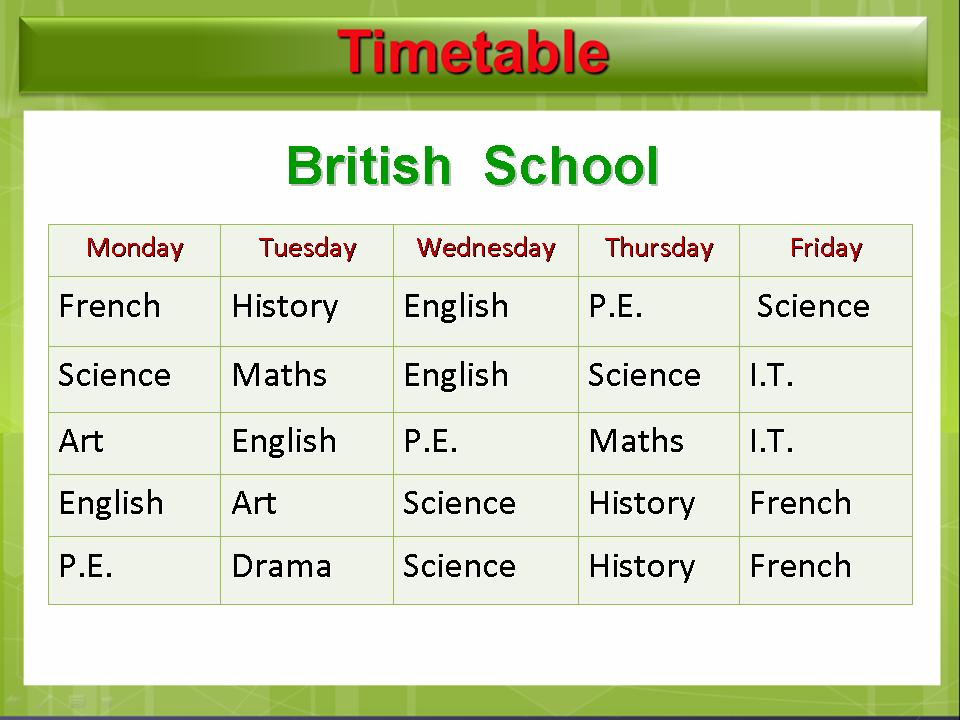 Timetable
British School
Monday Tuesday Wednesday Thursday Friday
French History English P.E. Science
Science Maths English Science I.T.
Art English P.E. Maths I.T.
English Art Science History French
P.E. Drama Science History French